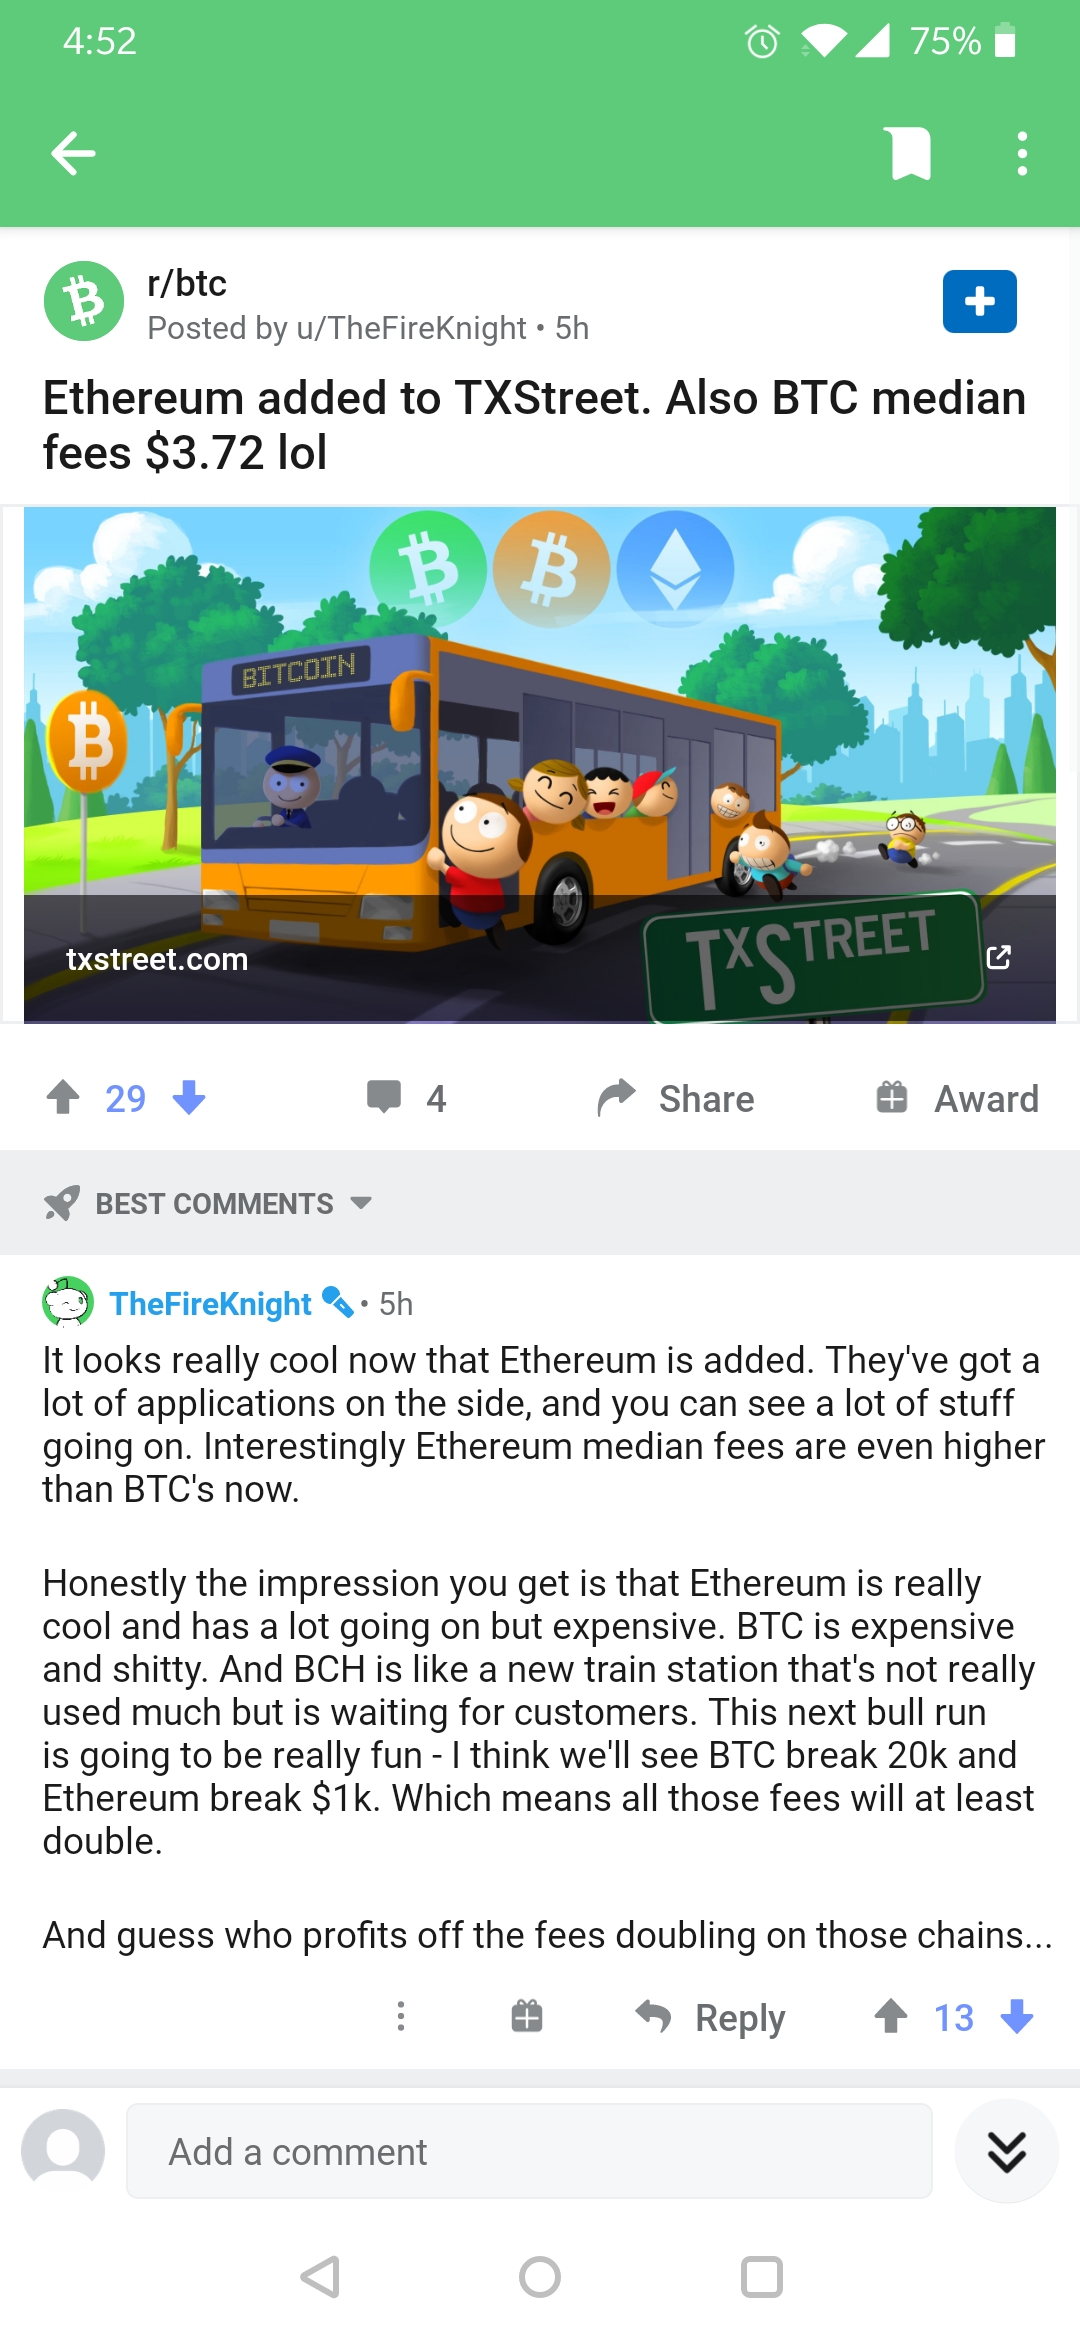 4:52
75%
r/btc
Posted by u/TheFireKnight • 5h
Ethereum added to TXStreet. Also BTC median
fees $3.72 lol
BITCOIN
TXSTREET
txstreet.com
29
4
Share
Award
BEST COMMENTS
TheFireKnight • 5h
It looks really cool now that Ethereum is added. They've got a
lot of applications on the side, and you can see a lot of stuff
going on. Interestingly Ethereum median fees are even higher
than BTC's now.
Honestly the impression you get is that Ethereum is really
cool and has a lot going on but expensive. BTC is expensive
and shitty. And BCH is like a new train station that's not really
used much but is waiting for customers. This next bull run
is going to be really fun - I think we'll see BTC break 20k and
Ethereum break $1k. Which means all those fees will at least
double.
And guess who profits off the fees doubling on those chains...
Reply
13
Add a comment